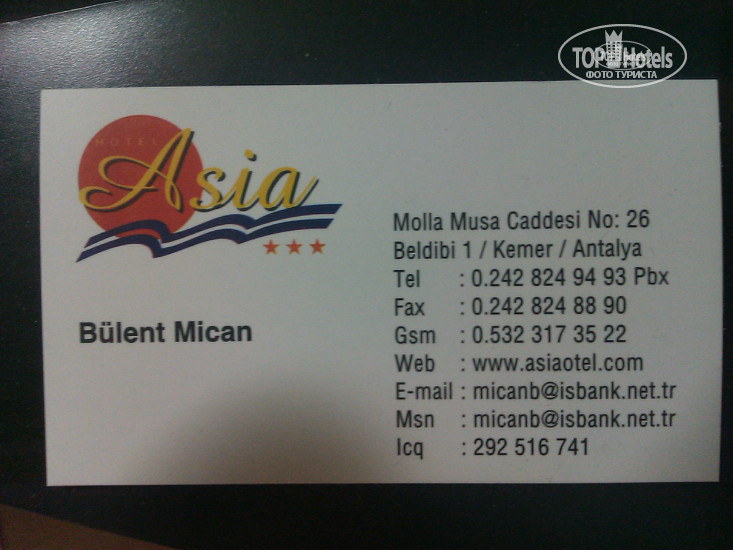 TOP Hotels
ФОТО ТУРИСТА
HOTEL
Asia
Bülent Mican
Molla Musa Caddesi No: 26
Beldibi 1 / Kemer / Antalya
Tel : 0.242 824 94 93 Pbx
Fax : 0.242 824 88 90
Gsm : 0.532 317 35 22
Web : www.asiaotel.com
E-mail : micanb@isbank.net.tr
Msn : micanb@isbank.net.tr
Icq : 292 516 741